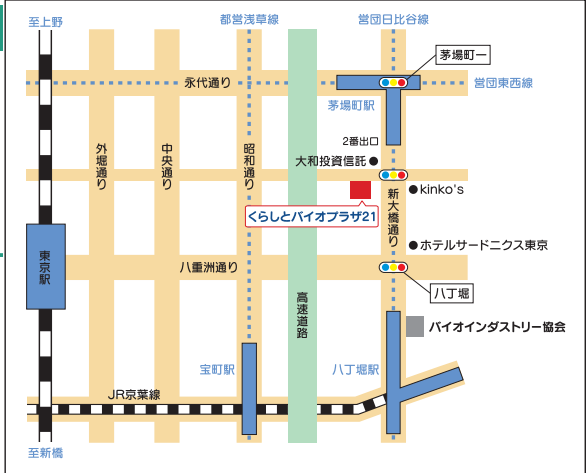 至上野
都営浅草線
営団日比谷線
茅場町一
永代通り
営団東西線
茅場町駅
2番出口
外堀通り
中央通り
昭和通り
大和投資信託
kinko's
新大橋通り
くらしとバイオプラザ21
ホテルサードニクス東京
東京駅
八重洲通り
八丁堀
高速道路
バイオインダストリー協会
宝町駅
八丁堀駅
JR京葉線
至新橋